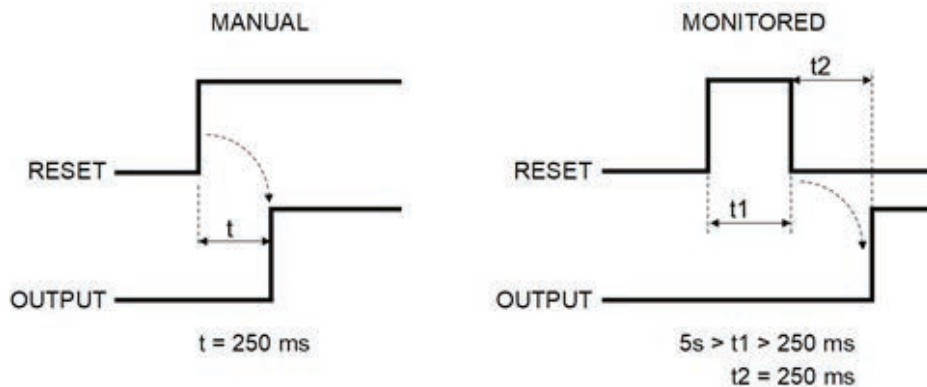 MANUAL
RESET
t
OUTPUT
t = 250 ms
MONITORED
t2
RESET
t1
OUTPUT
5s > t1 > 250 ms
t2 = 250 ms